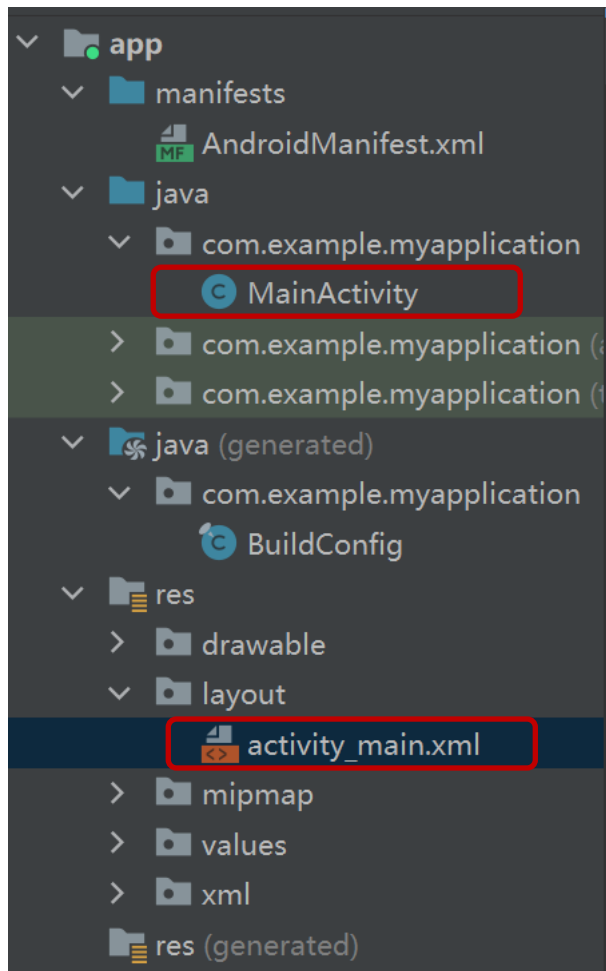 app
manifests
MF AndroidManifest.xml
java
com.example.myapplication
C MainActivity
com.example.myapplication (
com.example.myapplication (
java (generated)
com.example.myapplication
C BuildConfig
res
drawable
layout
<> activity_main.xml
mipmap
values
xml
res (generated)